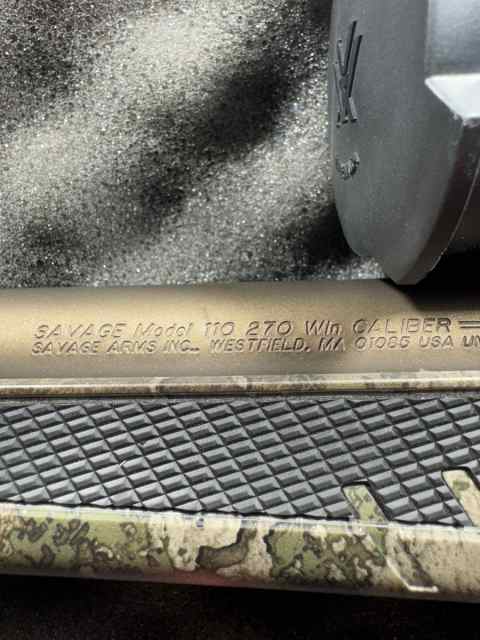 SAVAGE Model 110 270 Win CALIBER
SAVAGE ARMS INC., WESTFIELD, MA 01085 USA